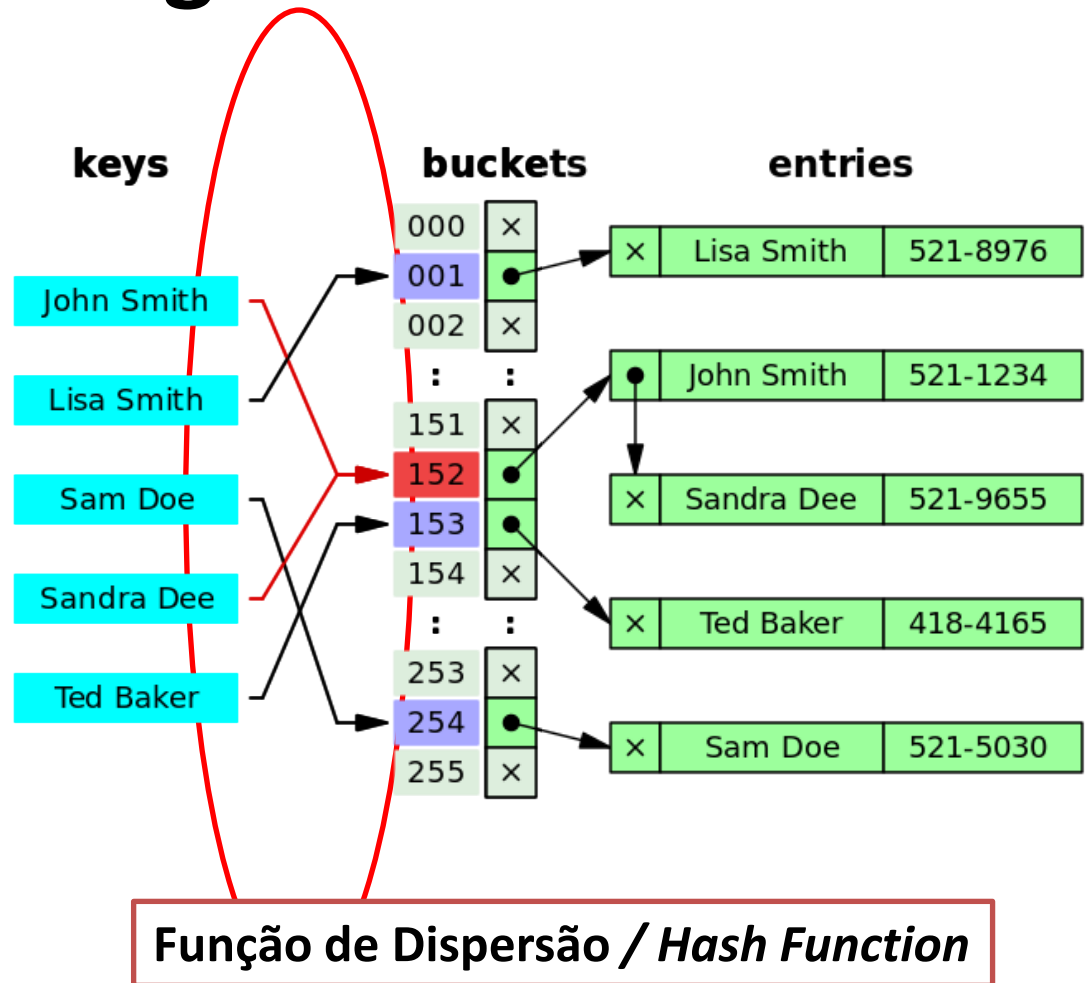 g
keys buckets entries
000 ×
× Lisa Smith 521-8976
001
John Smith
002 ×
: :
× John Smith 521-1234
Lisa Smith
151 ×
152
Sam Doe
× Sandra Dee 521-9655
153
154 ×
Sandra Dee
: :
× Ted Baker 418-4165
253 ×
Ted Baker
254
× Sam Doe 521-5030
255 ×
Função de Dispersão / Hash Function